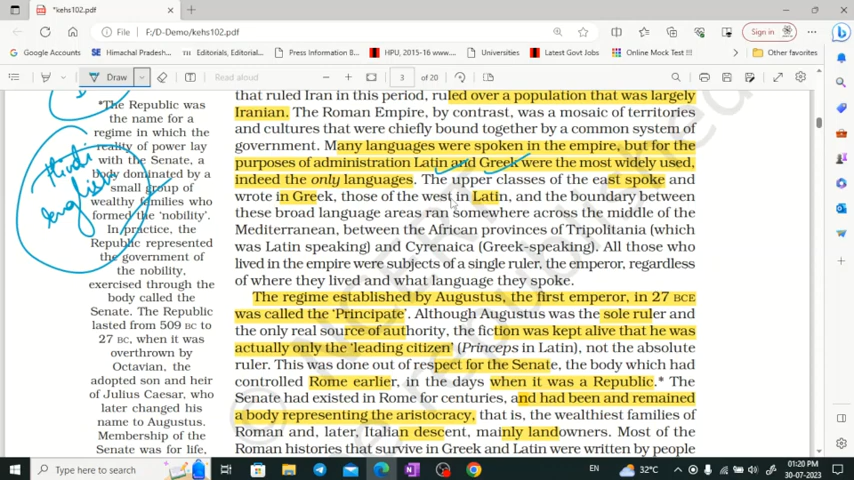 *kehs102.pdf
File
F:/D-Demo/kehs102.pdf
Sign in
Google Accounts
Himachal Pradesh...
Editorials, Editorial...
Press Information B...
HPU, 2015-16 www....
Universities
Latest Govt Jobs
Online Mock Test !!!
Other favorites
Draw
Read aloud
3
of 20
*The Republic was
the name for a
regime in which the
reality of power lay
with the Senate, a
body dominated by a
small group of
wealthy families who
formed the 'nobility'.
In practice, the
Republic represented
the government of
the nobility,
exercised through the
body called the
Senate. The Republic
lasted from 509 BC to
27 BC, when it was
overthrown by
Octavian, the
adopted son and heir
of Julius Caesar, who
later changed his
name to Augustus.
Membership of the
Senate was for life,
Hindi
english
that ruled Iran in this period, ruled over a population that was largely
Iranian. The Roman Empire, by contrast, was a mosaic of territories
and cultures that were chiefly bound together by a common system of
government. Many languages were spoken in the empire, but for the
purposes of administration Latin and Greek were the most widely used,
indeed the only languages. The upper classes of the east spoke and
wrote in Greek, those of the west in Latin, and the boundary between
these broad language areas ran somewhere across the middle of the
Mediterranean, between the African provinces of Tripolitania (which
was Latin speaking) and Cyrenaica (Greek-speaking). All those who
lived in the empire were subjects of a single ruler, the emperor, regardless
of where they lived and what language they spoke.
The regime established by Augustus, the first emperor, in 27 BCE
was called the 'Principate'. Although Augustus was the sole ruler and
the only real source of authority, the fiction was kept alive that he was
actually only the 'leading citizen' (Princeps in Latin), not the absolute
ruler. This was done out of respect for the Senate, the body which had
controlled Rome earlier, in the days when it was a Republic.* The
Senate had existed in Rome for centuries, and had been and remained
a body representing the aristocracy, that is, the wealthiest families of
Roman and, later, Italian descent, mainly landowners. Most of the
Roman histories that survive in Greek and Latin were written by people
Type here to search
32°C
EN
01:20 PM
30-07-2023